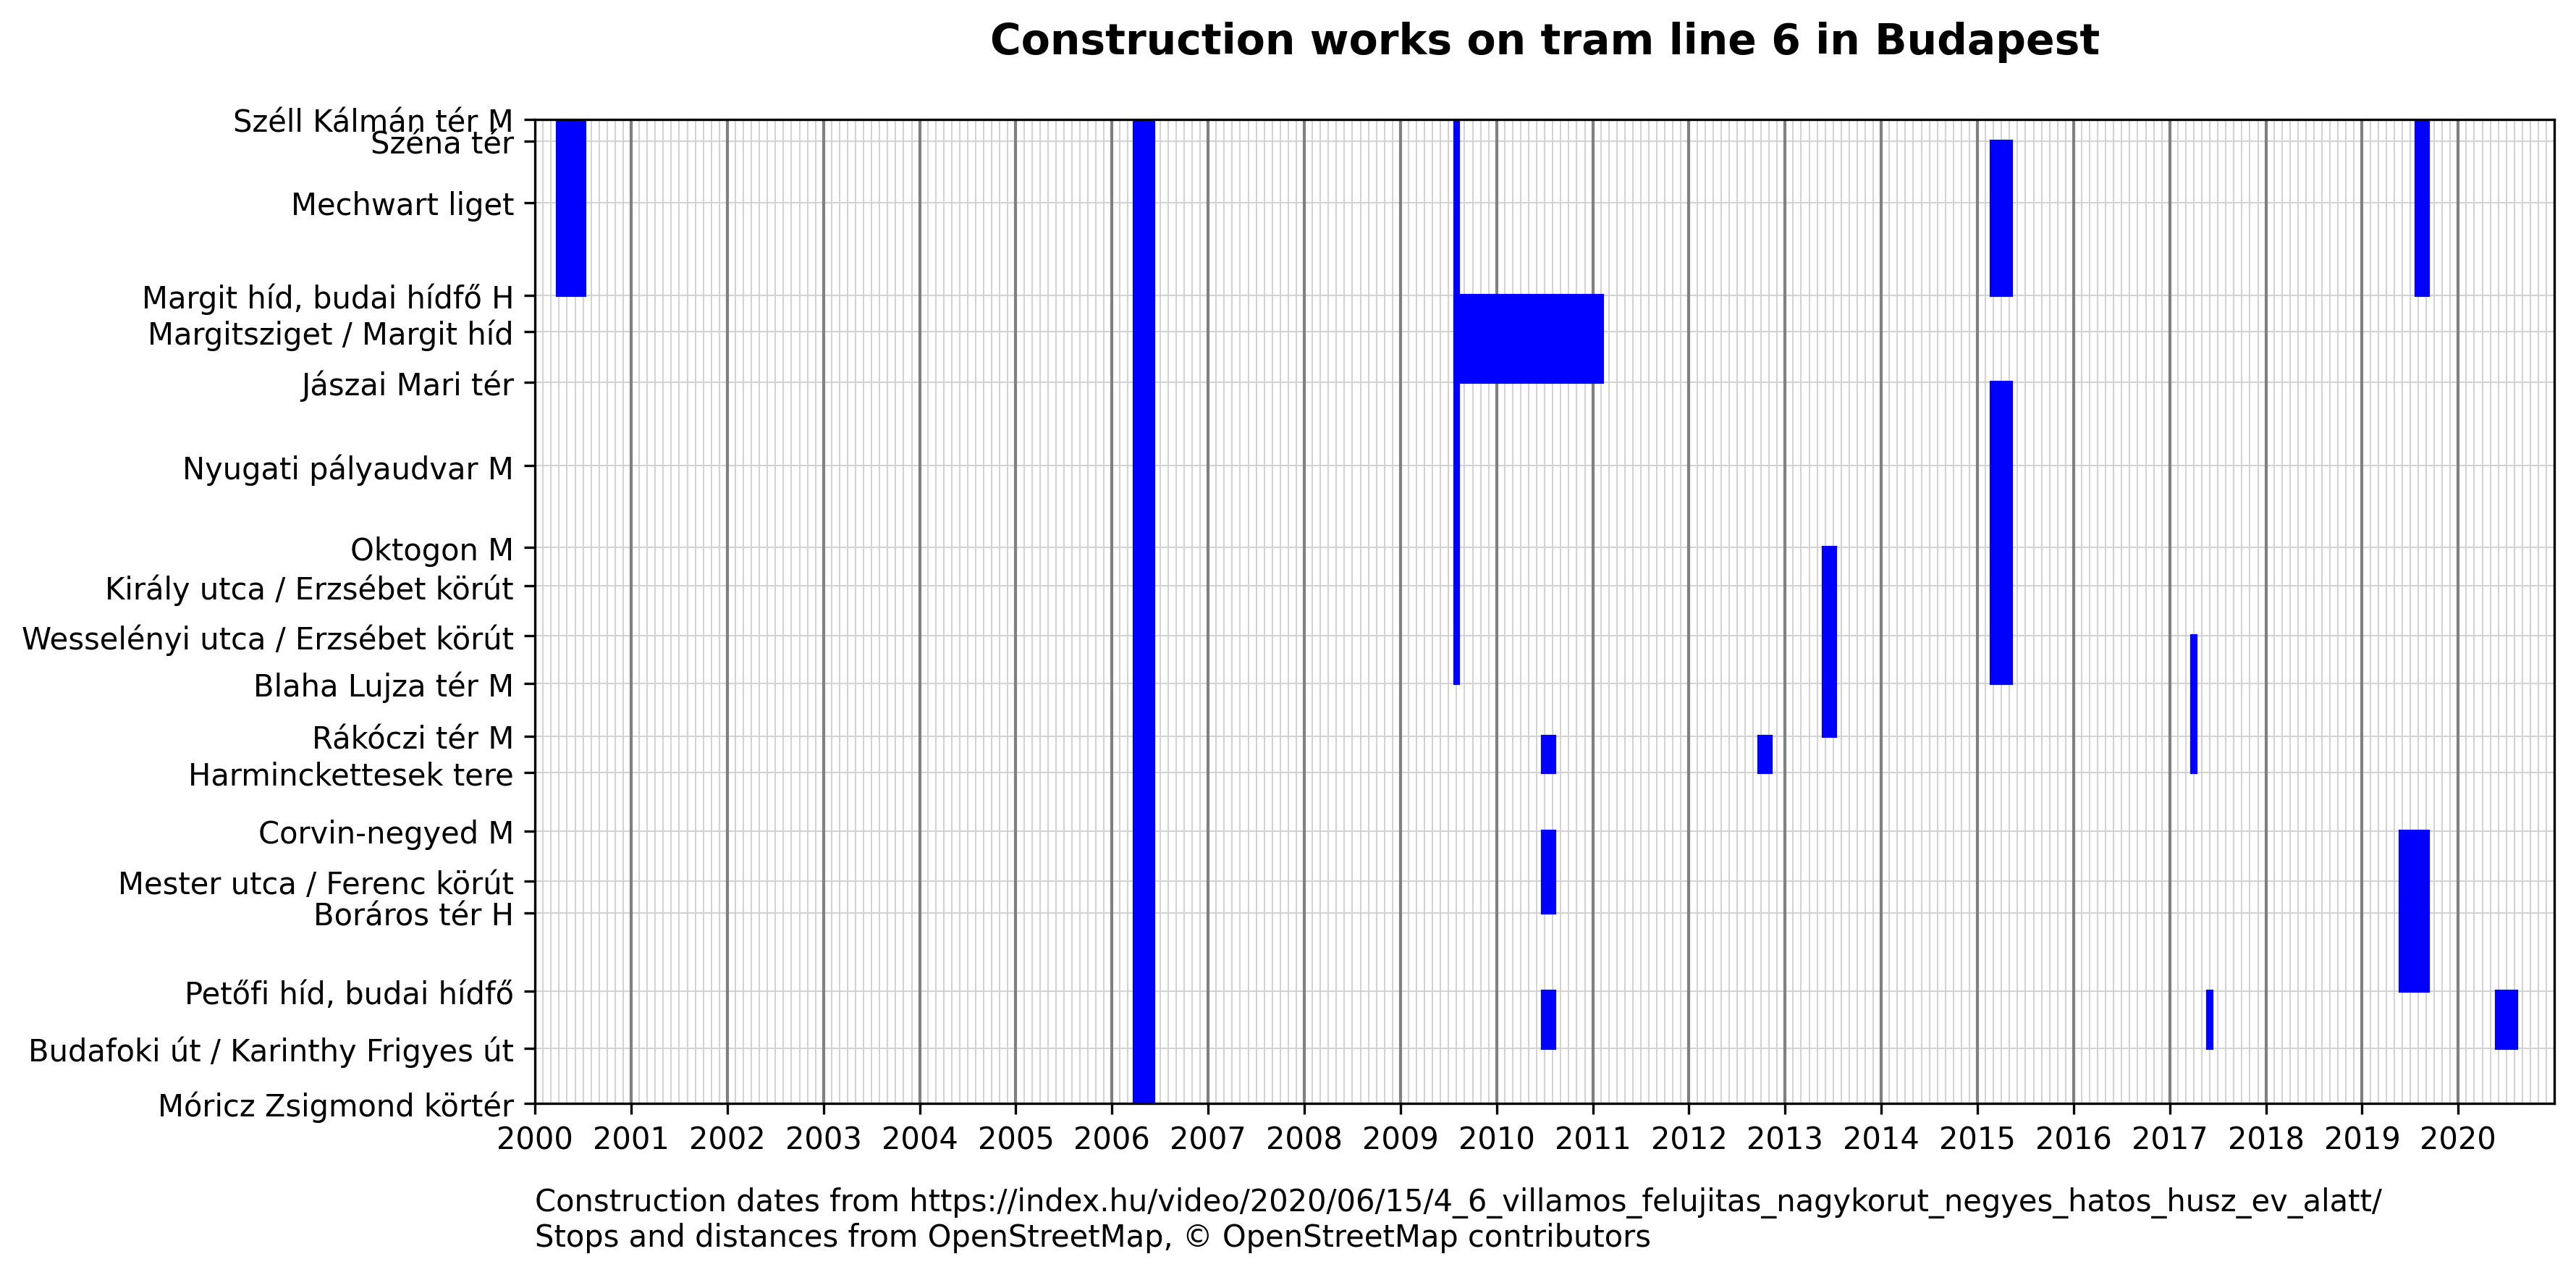 Construction works on tram line 6 in Budapest
Széll Kálmán tér M
Széna tér
Mechwart liget
Margit híd, budai hídfő H
Margitsziget / Margit híd
Jászai Mari tér
Nyugati pályaudvar M
Oktogon M
Király utca / Erzsébet körút
Wesselényi utca / Erzsébet körút
Blaha Lujza tér M
Rákóczi tér M
Harminckettesek tere
Corvin-negyed M
Mester utca / Ferenc körút
Boráros tér H
Petőfi híd, budai hídfő
Budafoki út / Karinthy Frigyes út
Móricz Zsigmond körtér
2000 2001 2002 2003 2004 2005 2006 2007 2008 2009 2010 2011 2012 2013 2014 2015 2016 2017 2018 2019 2020
Construction dates from https://index.hu/video/2020/06/15/4_6_villamos_felujitas_nagykorut_negyes_hatos_husz_ev_alatt/
Stops and distances from OpenStreetMap, © OpenStreetMap contributors